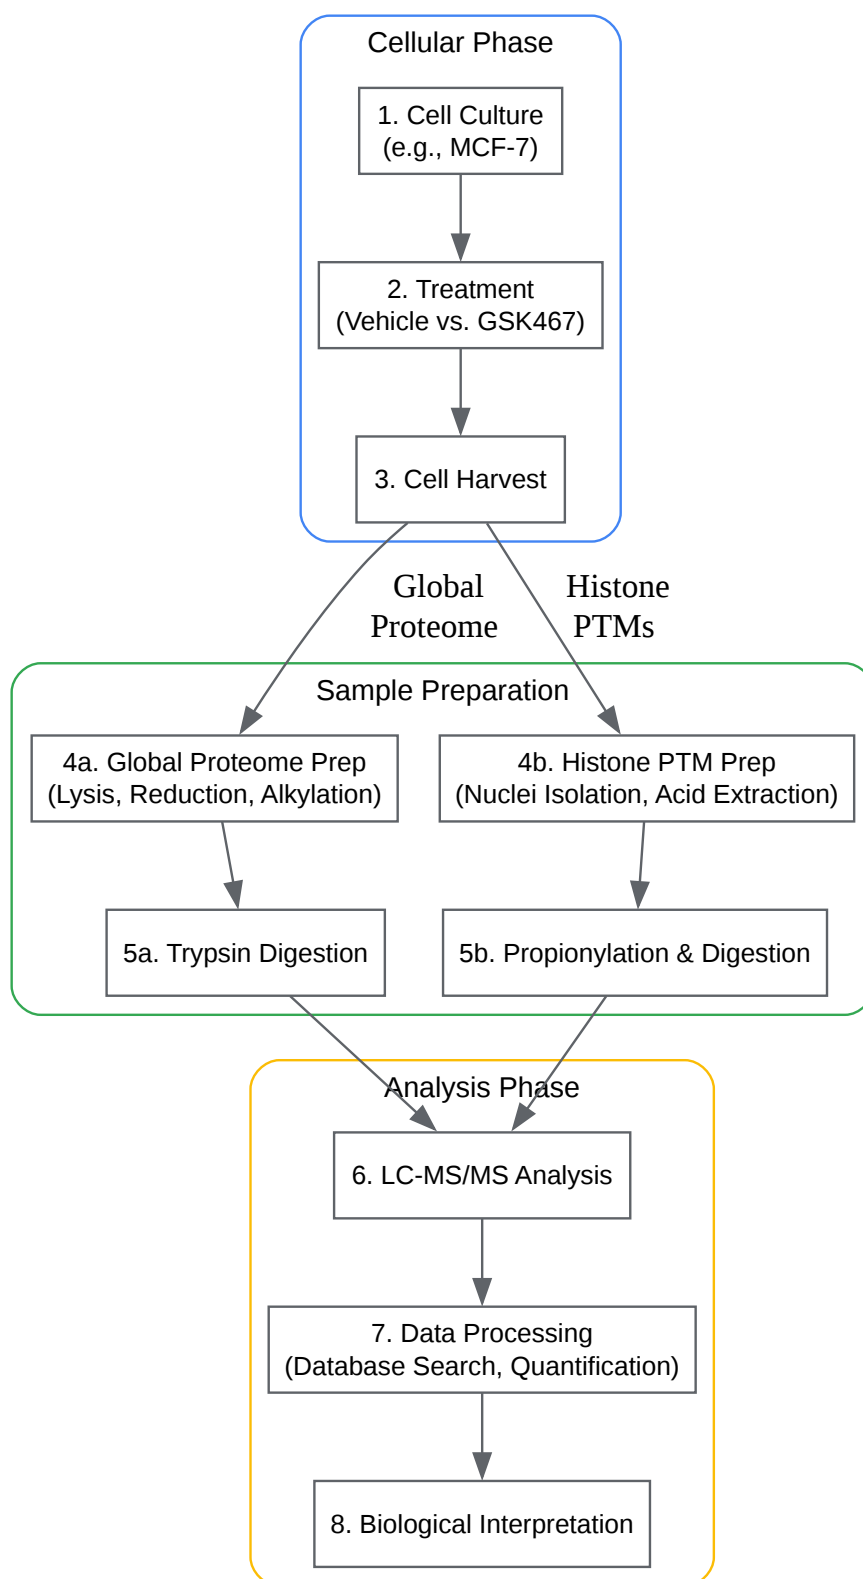 Cellular Phase
1. Cell Culture
(e.g., MCF-7)
2. Treatment
(Vehicle vs. GSK467)
3. Cell Harvest
Global
Proteome
Histone
PTMs
Sample Preparation
4a. Global Proteome Prep
(Lysis, Reduction, Alkylation)
4b. Histone PTM Prep
(Nuclei Isolation, Acid Extraction)
5a. Trypsin Digestion
5b. Propionylation & Digestion
Analysis Phase
6. LC-MS/MS Analysis
7. Data Processing
(Database Search, Quantification)
8. Biological Interpretation